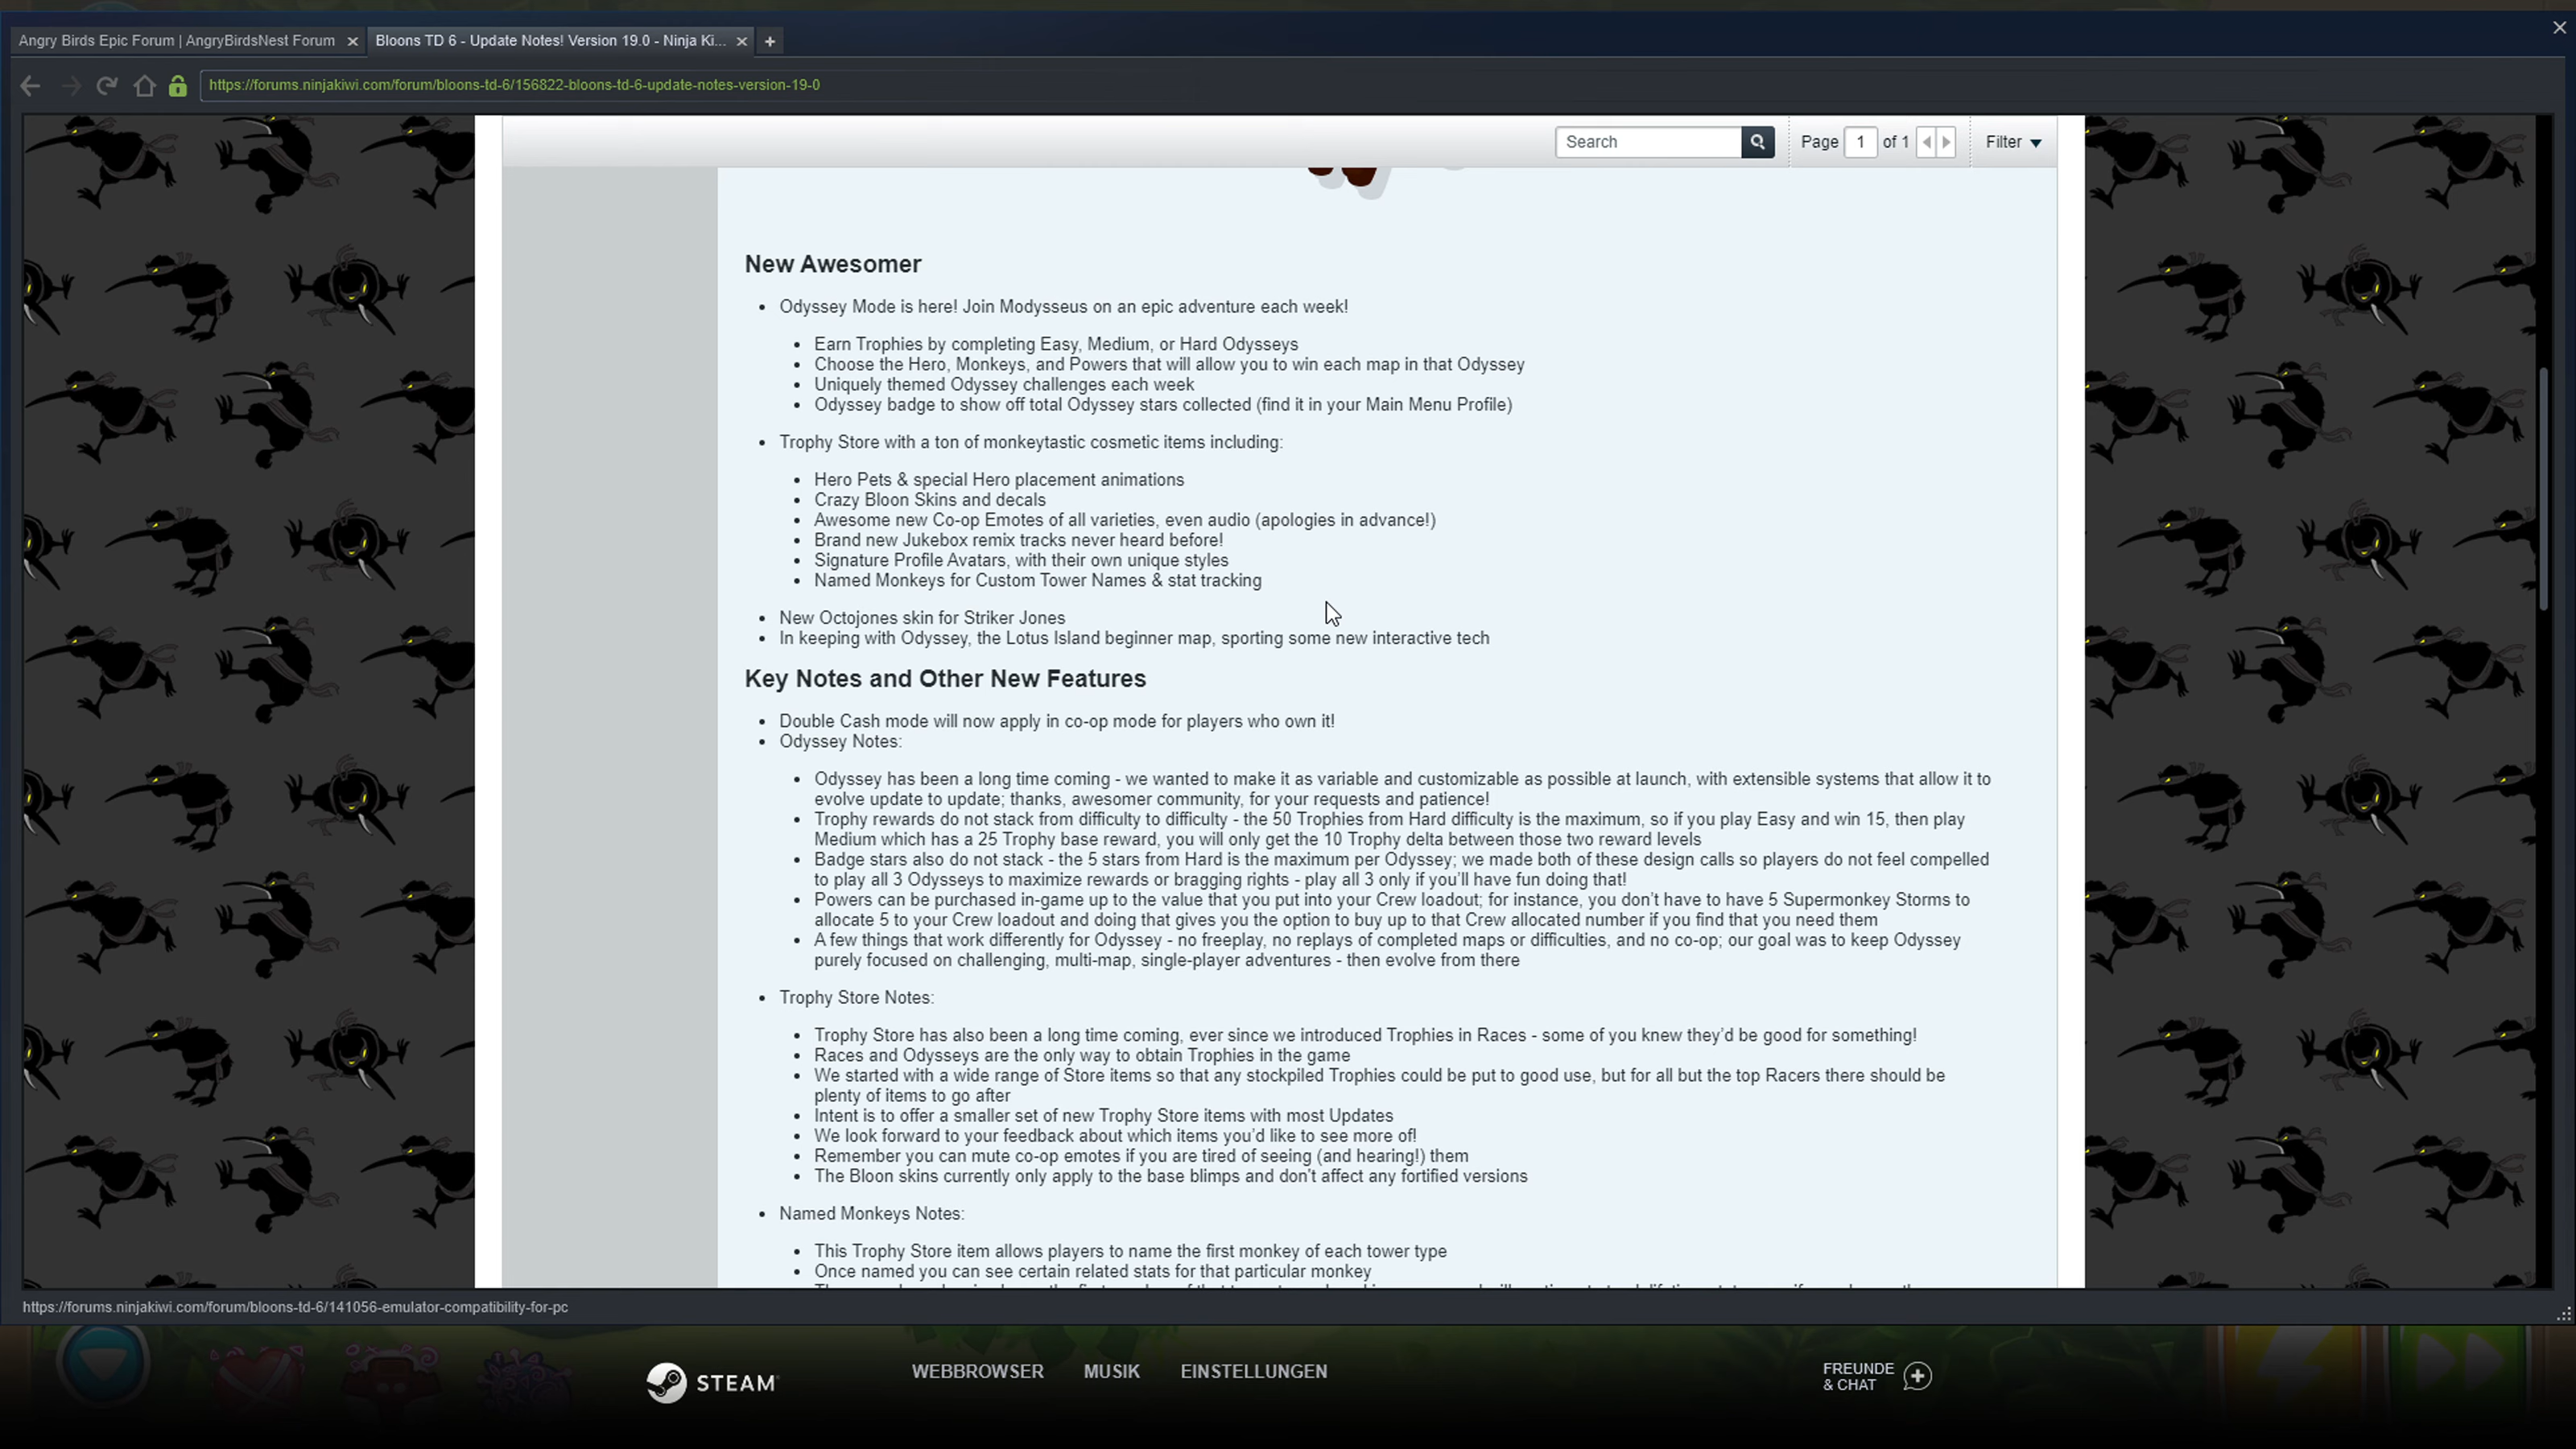 Angry Birds Epic Forum | AngryBirdsNest Forum
Bloons TD 6 - Update Notes! Version 19.0 - Ninja Ki...
https://forums.ninjakiwi.com/forum/bloons-td-6/156822-bloons-td-6-update-notes-version-19-0
Search
Page 1 of 1
Filter
New Awesomer
• Odyssey Mode is here! Join Modysseus on an epic adventure each week!
• Earn Trophies by completing Easy, Medium, or Hard Odysseys
• Choose the Hero, Monkeys, and Powers that will allow you to win each map in that Odyssey
• Uniquely themed Odyssey challenges each week
• Odyssey badge to show off total Odyssey stars collected (find it in your Main Menu Profile)
• Trophy Store with a ton of monkeytastic cosmetic items including:
• Hero Pets & special Hero placement animations
• Crazy Bloon Skins and decals
• Awesome new Co-op Emotes of all varieties, even audio (apologies in advance!)
• Brand new Jukebox remix tracks never heard before!
• Signature Profile Avatars, with their own unique styles
• Named Monkeys for Custom Tower Names & stat tracking
• New Octojones skin for Striker Jones
• In keeping with Odyssey, the Lotus Island beginner map, sporting some new interactive tech
Key Notes and Other New Features
• Double Cash mode will now apply in co-op mode for players who own it!
• Odyssey Notes:
• Odyssey has been a long time coming - we wanted to make it as variable and customizable as possible at launch, with extensible systems that allow it to
evolve update to update; thanks, awesomer community, for your requests and patience!
• Trophy rewards do not stack from difficulty to difficulty - the 50 Trophies from Hard difficulty is the maximum, so if you play Easy and win 15, then play
Medium which has a 25 Trophy base reward, you will only get the 10 Trophy delta between those two reward levels
• Badge stars also do not stack - the 5 stars from Hard is the maximum per Odyssey; we made both of these design calls so players do not feel compelled
to play all 3 Odysseys to maximize rewards or bragging rights - play all 3 only if you'll have fun doing that!
• Powers can be purchased in-game up to the value that you put into your Crew loadout; for instance, you don't have to have 5 Supermonkey Storms to
allocate 5 to your Crew loadout and doing that gives you the option to buy up to that Crew allocated number if you find that you need them
• A few things that work differently for Odyssey - no freeplay, no replays of completed maps or difficulties, and no co-op; our goal was to keep Odyssey
purely focused on challenging, multi-map, single-player adventures - then evolve from there
• Trophy Store Notes:
• Trophy Store has also been a long time coming, ever since we introduced Trophies in Races - some of you knew they'd be good for something!
• Races and Odysseys are the only way to obtain Trophies in the game
• We started with a wide range of Store items so that any stockpiled Trophies could be put to good use, but for all but the top Racers there should be
plenty of items to go after
• Intent is to offer a smaller set of new Trophy Store items with most Updates
• We look forward to your feedback about which items you'd like to see more of!
• Remember you can mute co-op emotes if you are tired of seeing (and hearing!) them
• The Bloon skins currently only apply to the base blimps and don't affect any fortified versions
• Named Monkeys Notes:
• This Trophy Store item allows players to name the first monkey of each tower type
• Once named you can see certain related stats for that particular monkey
https://forums.ninjakiwi.com/forum/bloons-td-6/141056-emulator-compatibility-for-pc
STEAM
WEBBROWSER
MUSIK
EINSTELLUNGEN
FREUNDE
& CHAT